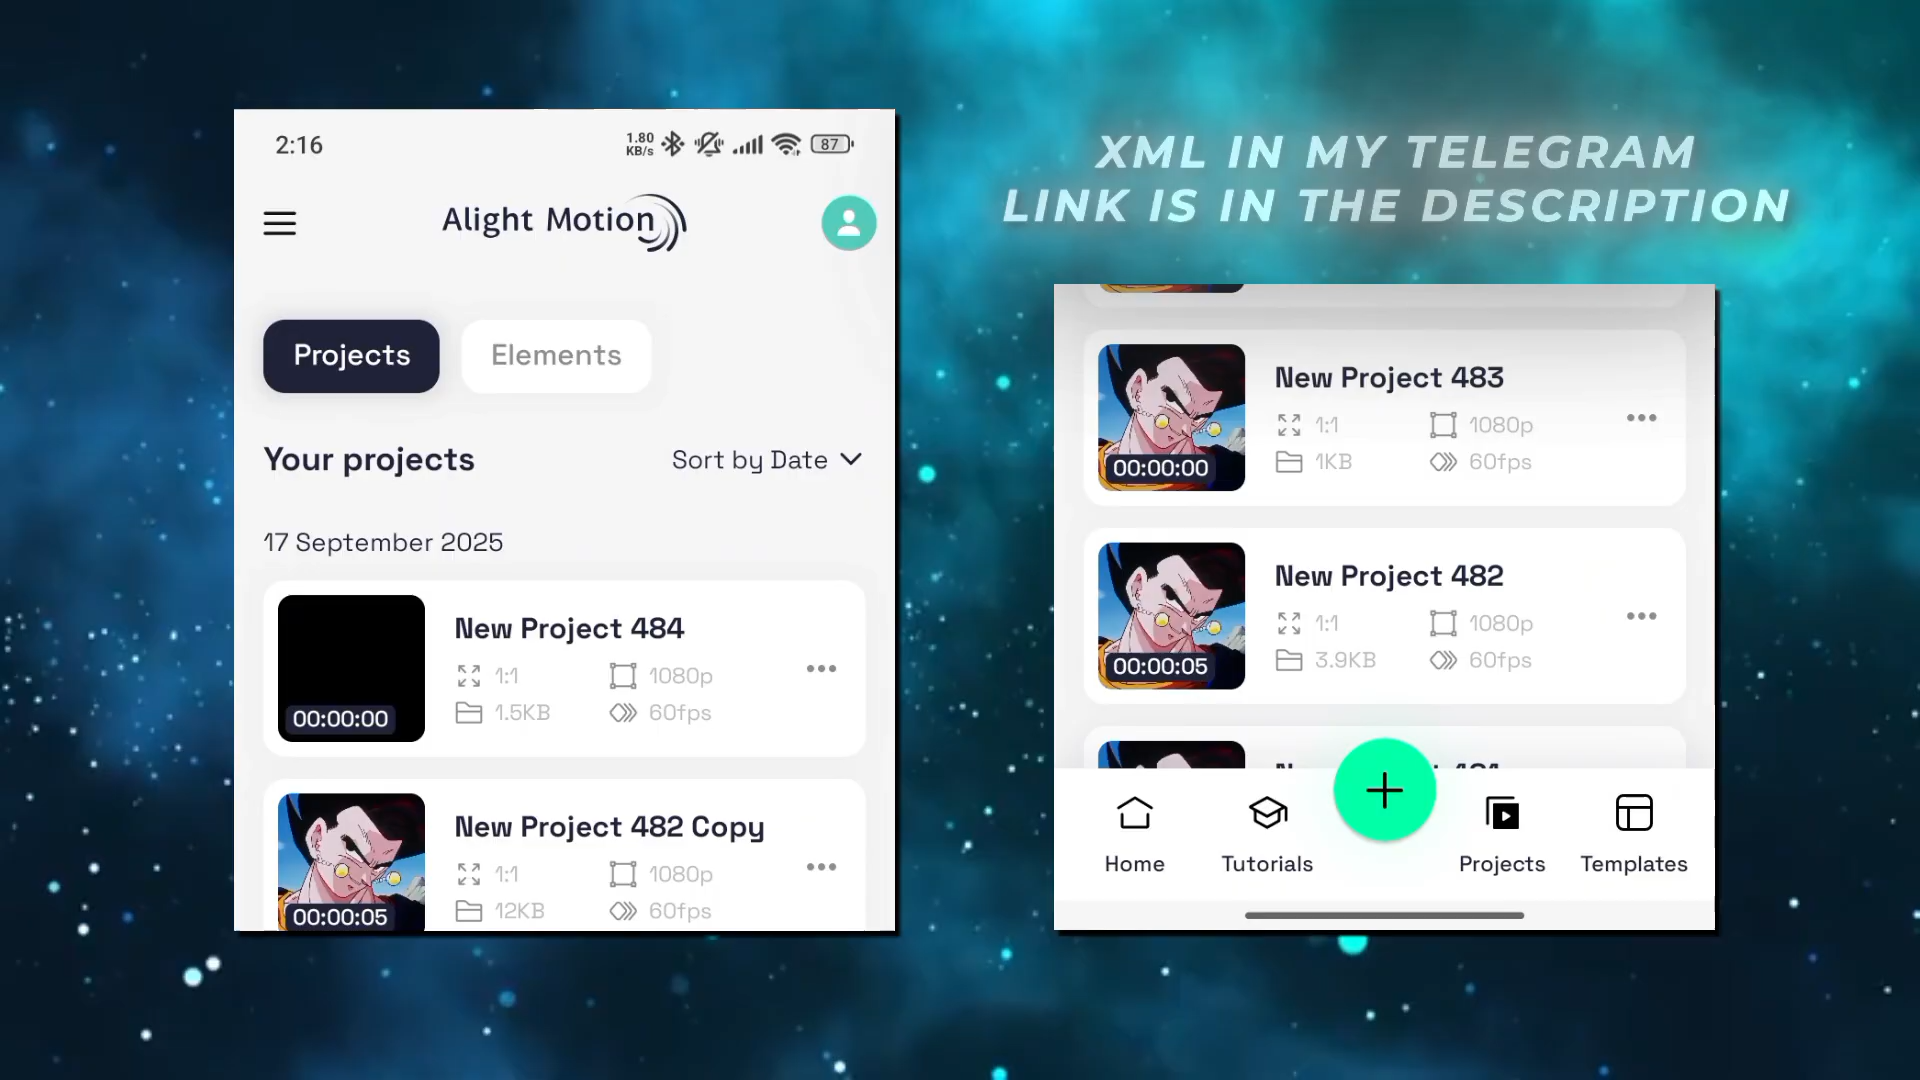 2:16
1.80
KB/s
87
Alight Motion
Projects
Elements
Your projects
Sort by Date
17 September 2025
New Project 484
1:1
1080p
1.5KB
60fps
00:00:00
New Project 482 Copy
1:1
1080p
12KB
60fps
00:00:05
XML IN MY TELEGRAM
LINK IS IN THE DESCRIPTION
New Project 483
1:1
1080p
1KB
60fps
00:00:00
New Project 482
1:1
1080p
3.9KB
60fps
00:00:05
Home
Tutorials
Projects
Templates